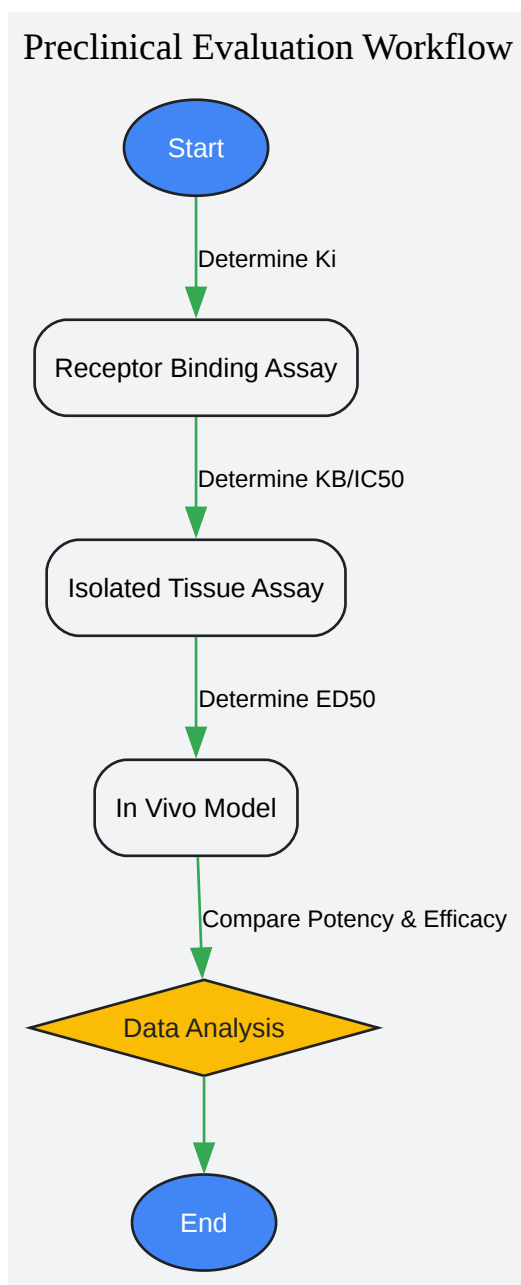 Preclinical Evaluation Workflow
Start
Determine Ki
Receptor Binding Assay
Determine KB/IC50
Isolated Tissue Assay
Determine ED50
In Vivo Model
Compare Potency & Efficacy
Data Analysis
End